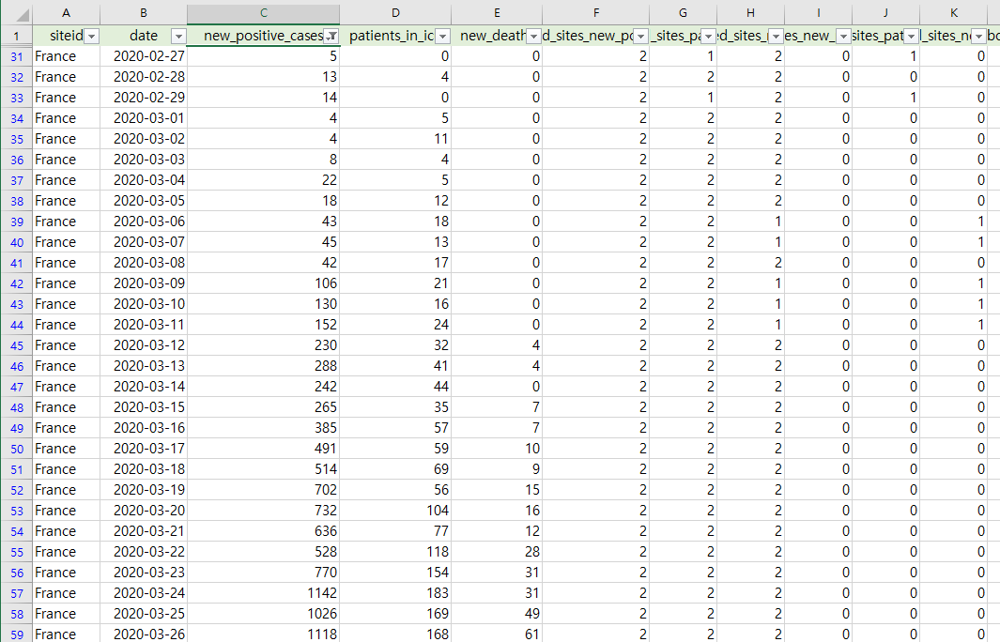 A B C D E F G H I J K
1 siteid date new_positive_cases patients_in_ic new_death d_sites_new_po _sites_pa ed_sites_ es_new_ sites_pat l_sites_n
31 France 2020-02-27 5 0 0 2 1 2 0 1 0
32 France 2020-02-28 13 4 0 2 2 2 0 0 0
33 France 2020-02-29 14 0 0 2 1 2 0 1 0
34 France 2020-03-01 4 5 0 2 2 2 0 0 0
35 France 2020-03-02 4 11 0 2 2 2 0 0 0
36 France 2020-03-03 8 4 0 2 2 2 0 0 0
37 France 2020-03-04 22 5 0 2 2 2 0 0 0
38 France 2020-03-05 18 12 0 2 2 2 0 0 0
39 France 2020-03-06 43 18 0 2 2 1 0 0 1
40 France 2020-03-07 45 13 0 2 2 1 0 0 1
41 France 2020-03-08 42 17 0 2 2 2 0 0 0
42 France 2020-03-09 106 21 0 2 2 1 0 0 1
43 France 2020-03-10 130 16 0 2 2 1 0 0 1
44 France 2020-03-11 152 24 0 2 2 1 0 0 1
45 France 2020-03-12 230 32 4 2 2 2 0 0 0
46 France 2020-03-13 288 41 4 2 2 2 0 0 0
47 France 2020-03-14 242 44 0 2 2 2 0 0 0
48 France 2020-03-15 265 35 7 2 2 2 0 0 0
49 France 2020-03-16 385 57 7 2 2 2 0 0 0
50 France 2020-03-17 491 59 10 2 2 2 0 0 0
51 France 2020-03-18 514 69 9 2 2 2 0 0 0
52 France 2020-03-19 702 56 15 2 2 2 0 0 0
53 France 2020-03-20 732 104 16 2 2 2 0 0 0
54 France 2020-03-21 636 77 12 2 2 2 0 0 0
55 France 2020-03-22 528 118 28 2 2 2 0 0 0
56 France 2020-03-23 770 154 31 2 2 2 0 0 0
57 France 2020-03-24 1142 183 31 2 2 2 0 0 0
58 France 2020-03-25 1026 169 49 2 2 2 0 0 0
59 France 2020-03-26 1118 168 61 2 2 2 0 0 0